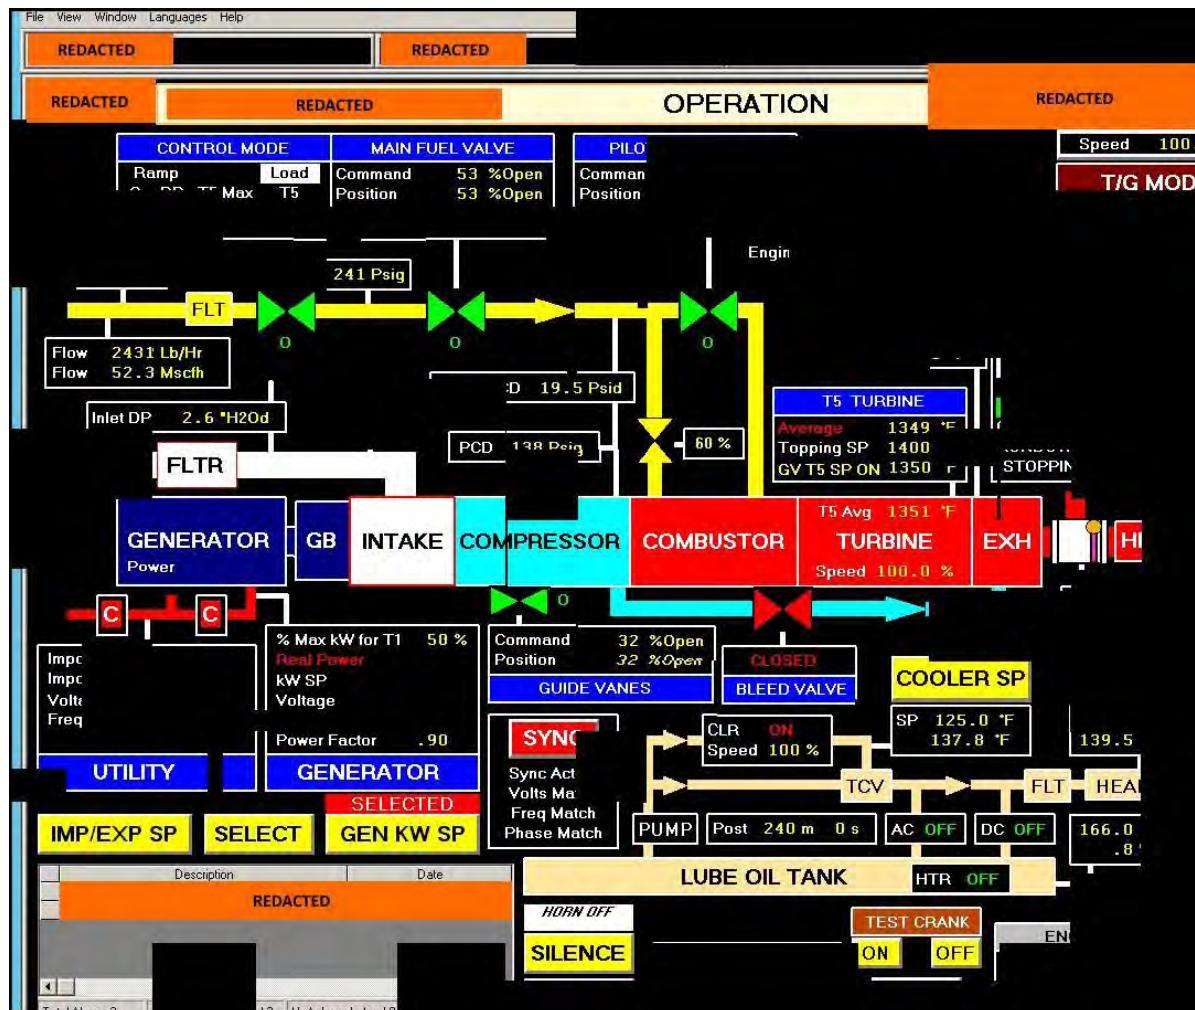 File View Window Languages Help
REDACTED REDACTED
REDACTED REDACTED OPERATION REDACTED
CONTROL MODE MAIN FUEL VALVE
Speed 100.
Ramp Load Command 53 %Open
Max T5 Position 53 %Open Position
T/G MOD
241 Psig
FLT
O O O
Flow 2431 Lb/Hr
Flow 52.3 Mscfh
19.5 Psid
Inlet DP 2.6 "H2Od
T5 TURBINE
Average 1349 °F
Topping SP 1400
GV T5 SP ON 1350
PCD 138 Psig
60 %
FLTR
GENERATOR
Power
GB
INTAKE
COMPRESSOR
COMBUSTOR
T5 Avg 1351 °F
TURBINE
Speed 100.0 %
EXH
C C
O
% Max kW for T1 50 %
Real Power
kW SP
Voltage
Power Factor .90
GENERATOR
UTILITY
Command 32 %Open
Position 32 %Open
GUIDE VANES
CLOSED
BLEED VALVE
COOLER SP
SP 125.0 °F
137.8 °F
139.5
CLR ON
Speed 100 %
Sync Act
Freq Match
Phase Match
TCV FLT
SELECTED
IMP/EXP SP SELECT GEN KW SP
PUMP Post 240 m 0 s AC OFF DC OFF
166.0
.8
LUBE OIL TANK HTR OFF
Description Date
REDACTED
HORN OFF
SILENCE
TEST CRANK
ON OFF